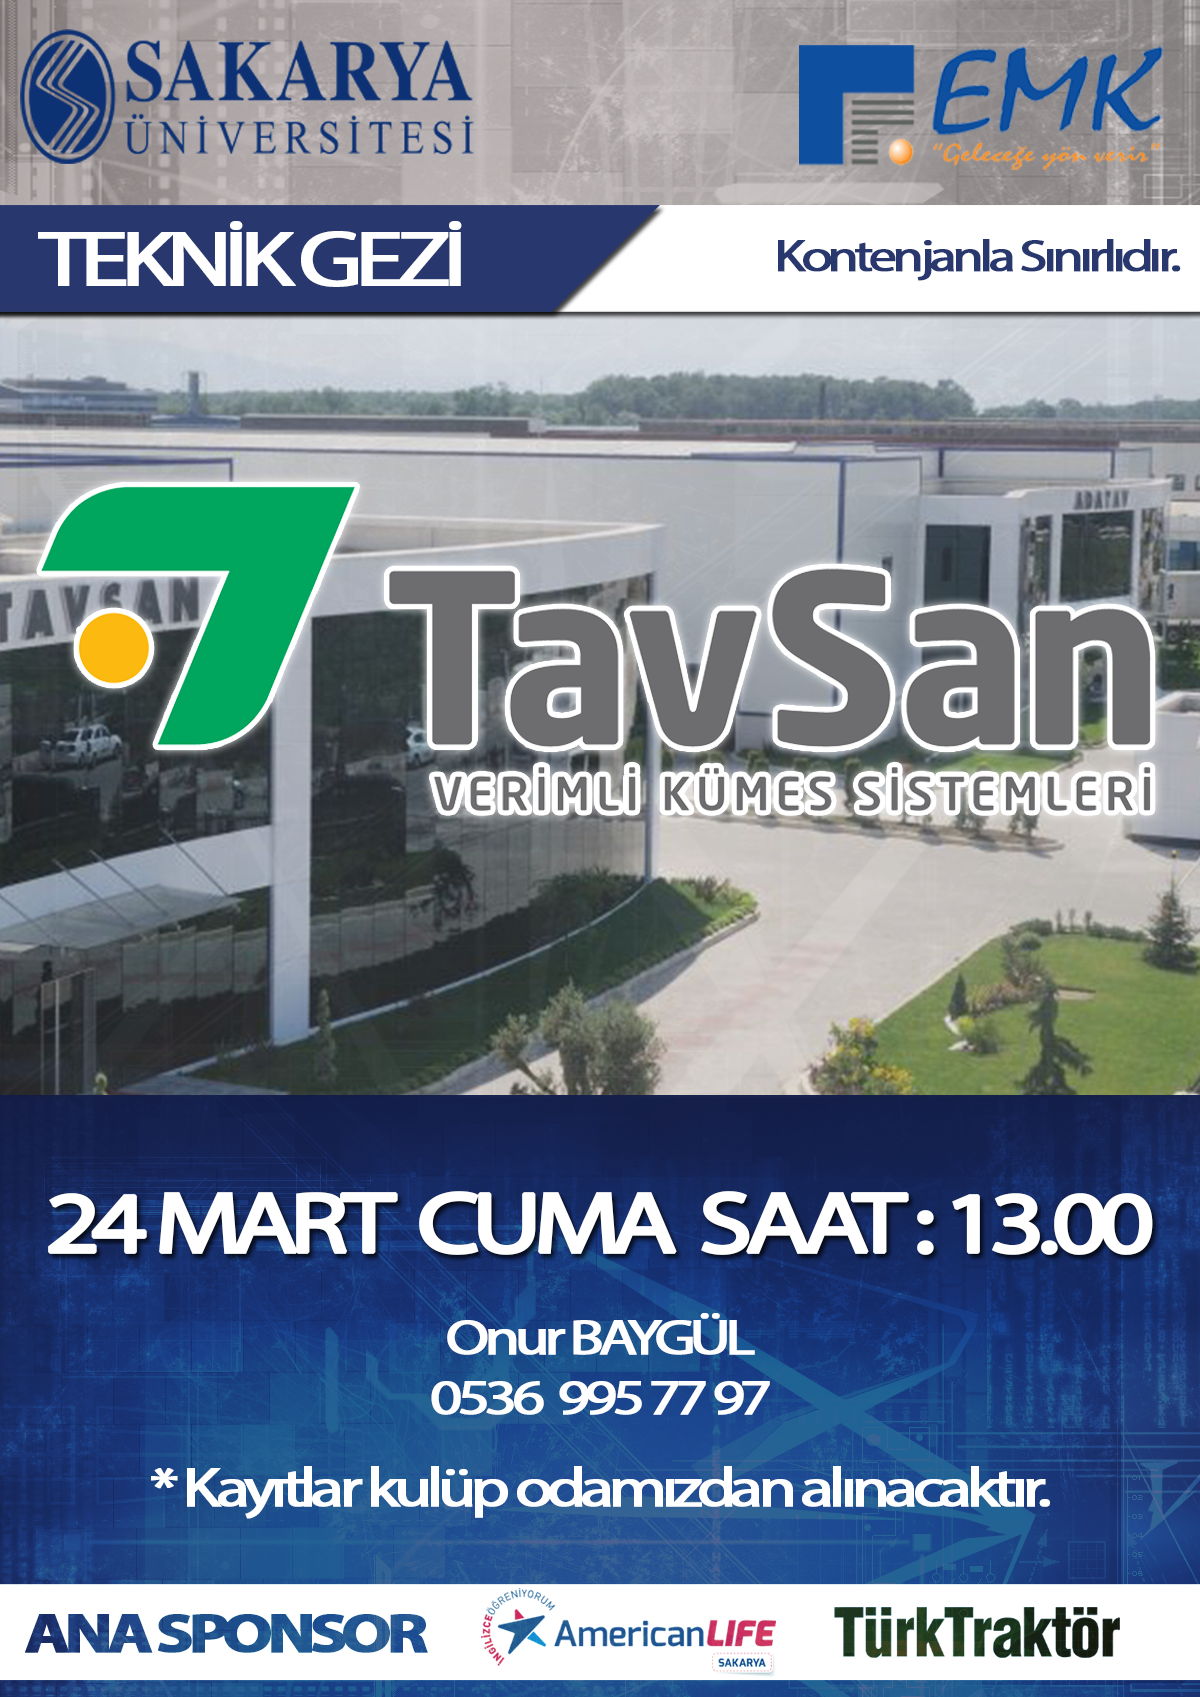 SAKARYA
ÜNİVERSİTESİ
EMK
"Geleceğe yön verir"
TEKNİK GEZİ
Kontenjanla Sınırlıdır.
ADATAV
TAVSAN
TavSan
VERİMLİ KÜMES SİSTEMLERİ
24 MART CUMA SAAT : 13.00
Onur BAYGÜL
0536 995 77 97
* Kayıtlar kulüp odamızdan alınacaktır.
ANA SPONSOR
İNGİLİZCE ÖĞRENİYORUM
AmericanLIFE
SAKARYA
TürkTraktör